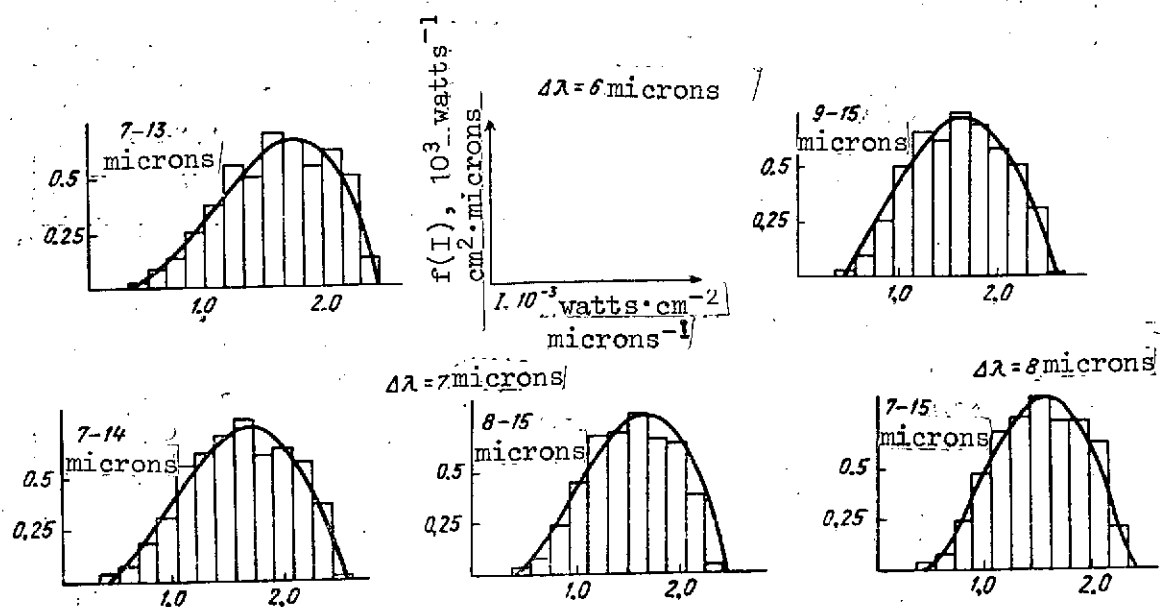 Δλ = 6 microns
f(I), 10³ watts⁻¹
cm²·microns
I. 10⁻³ watts·cm⁻²
microns⁻¹
7-13
microns
0.5
0,25
1.0
2.0
9-15
microns
0.5
0,25
1.0
2.0
Δλ = 7 microns
Δλ = 8 microns
7-14
microns
0.5
0,25
1.0
2.0
8-15
microns
0.5
0,25
1.0
2.0
7-15
microns
0.5
0,25
1.0
2.0